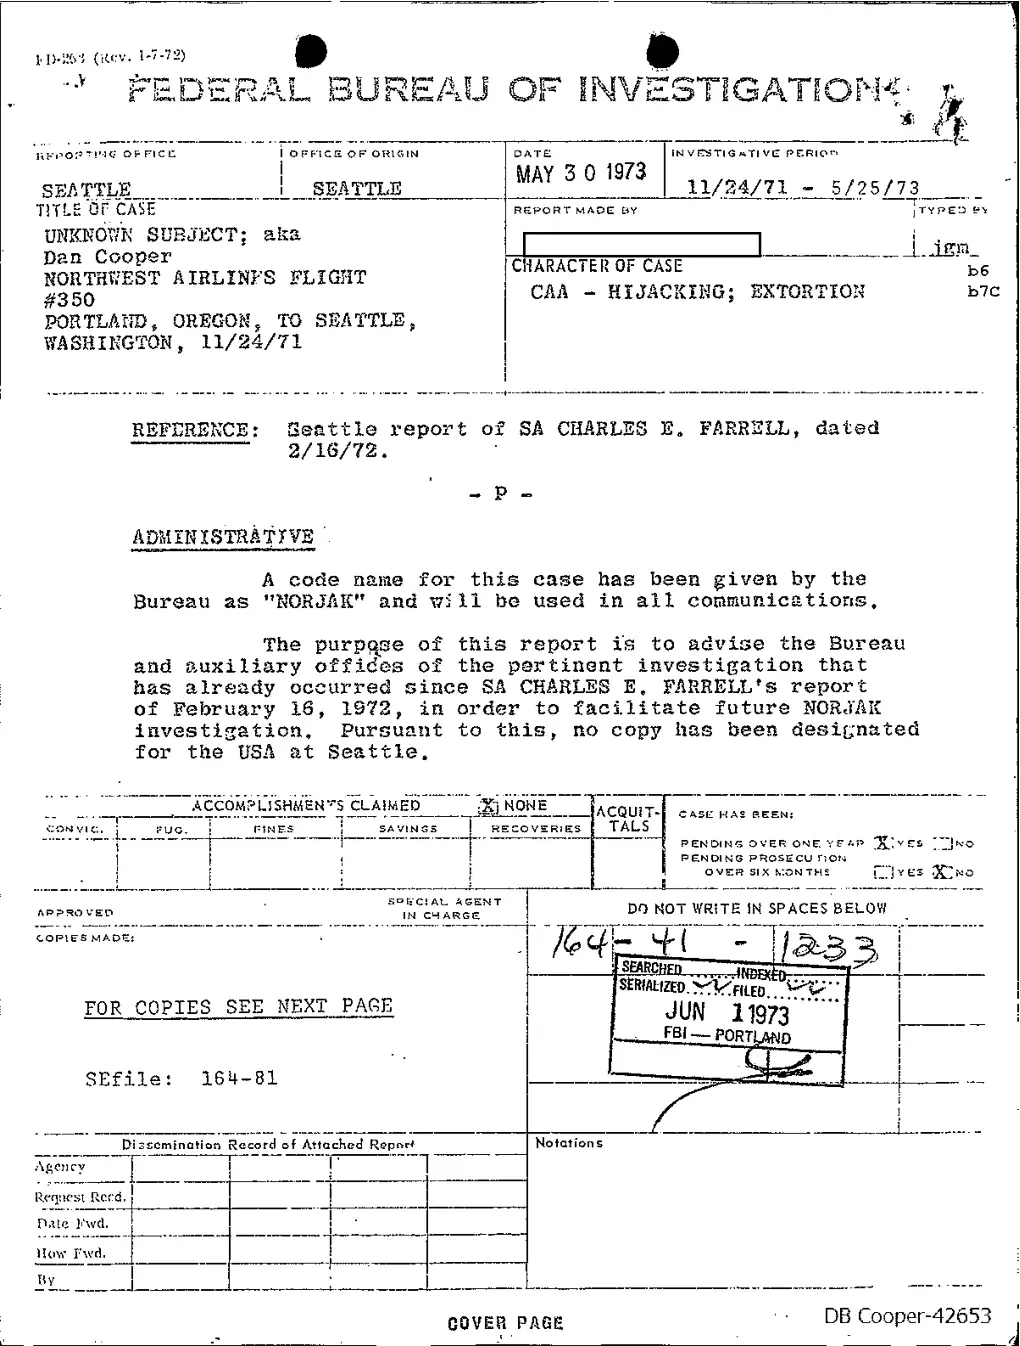 FD-263 (Rev. 1-7-72)
FEDERAL BUREAU OF INVESTIGATION
REPORTING OFFICE
OFFICE OF ORIGIN
DATE
INVESTIGATIVE PERIOD
SEATTLE
SEATTLE
MAY 30 1973
11/24/71 - 5/25/73
TITLE OF CASE
REPORT MADE BY
TYPED BY
UNKNOWN SUBJECT; aka
Dan Cooper
NORTHWEST AIRLINES FLIGHT
#350
PORTLAND, OREGON, TO SEATTLE,
WASHINGTON, 11/24/71
jgm
CHARACTER OF CASE
b6
b7C
CAA - HIJACKING; EXTORTION
REFERENCE: Seattle report of SA CHARLES E. FARRELL, dated
2/16/72.
- P -
ADMINISTRATIVE
A code name for this case has been given by the
Bureau as "NORJAK" and will be used in all communications.
The purpose of this report is to advise the Bureau
and auxiliary offices of the pertinent investigation that
has already occurred since SA CHARLES E. FARRELL's report
of February 16, 1972, in order to facilitate future NORJAK
investigation. Pursuant to this, no copy has been designated
for the USA at Seattle.
ACCOMPLISHMENTS CLAIMED X NONE
ACQUIT-
TALS
CASE HAS BEEN:
CONVIC. FUG. FINES SAVINGS RECOVERIES
PENDING OVER ONE YEAR X YES NO
PENDING PROSECUTION
OVER SIX MONTHS YES X NO
APPROVED
SPECIAL AGENT
IN CHARGE
DO NOT WRITE IN SPACES BELOW
COPIES MADE:
164 - 41 - 1233
SEARCHED INDEXED
SERIALIZED FILED
JUN 1 1973
FBI — PORTLAND
FOR COPIES SEE NEXT PAGE
SEfile: 164-81
Dissemination Record of Attached Report
Notations
Agency
Request Recd.
Date Fwd.
How Fwd.
By
COVER PAGE
DB Cooper-42653